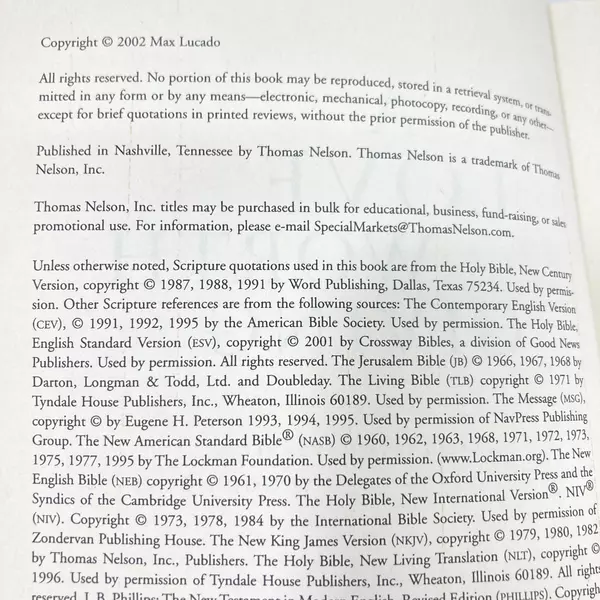 Copyright © 2002 Max Lucado
All rights reserved. No portion of this book may be reproduced, stored in a retrieval system, or trans-
mitted in any form or by any means—electronic, mechanical, photocopy, recording, or any other—
except for brief quotations in printed reviews, without the prior permission of the publisher.
Published in Nashville, Tennessee by Thomas Nelson. Thomas Nelson is a trademark of Thomas
Nelson, Inc.
Thomas Nelson, Inc. titles may be purchased in bulk for educational, business, fund-raising, or sales
promotional use. For information, please e-mail SpecialMarkets@ThomasNelson.com.
Unless otherwise noted, Scripture quotations used in this book are from the Holy Bible, New Century
Version, copyright © 1987, 1988, 1991 by Word Publishing, Dallas, Texas 75234. Used by permis-
sion. Other Scripture references are from the following sources: The Contemporary English Version
(CEV), © 1991, 1992, 1995 by the American Bible Society. Used by permission. The Holy Bible,
English Standard Version (ESV), copyright © 2001 by Crossway Bibles, a division of Good News
Publishers. Used by permission. All rights reserved. The Jerusalem Bible (JB) © 1966, 1967, 1968 by
Darton, Longman & Todd, Ltd. and Doubleday. The Living Bible (TLB) copyright © 1971 by
Tyndale House Publishers, Inc., Wheaton, Illinois 60189. Used by permission. The Message (MSG),
copyright © by Eugene H. Peterson 1993, 1994, 1995. Used by permission of NavPress Publishing
Group. The New American Standard Bible® (NASB) © 1960, 1962, 1963, 1968, 1971, 1972, 1973,
1975, 1977, 1995 by The Lockman Foundation. Used by permission. (www.Lockman.org). The New
English Bible (NEB) copyright © 1961, 1970 by the Delegates of the Oxford University Press and the
Syndics of the Cambridge University Press. The Holy Bible, New International Version®. NIV®
(NIV). Copyright © 1973, 1978, 1984 by the International Bible Society. Used by permission of
Zondervan Publishing House. The New King James Version (NKJV), copyright © 1979, 1980, 1982
by Thomas Nelson, Inc., Publishers. The Holy Bible, New Living Translation (NLT), copyright ©
1996. Used by permission of Tyndale House Publishers, Inc., Wheaton, Illinois 60189. All rights
reserved. J. B. Phillips: The New Testament in Modern English, Revised Edition (PHILLIPS). Copyrigh